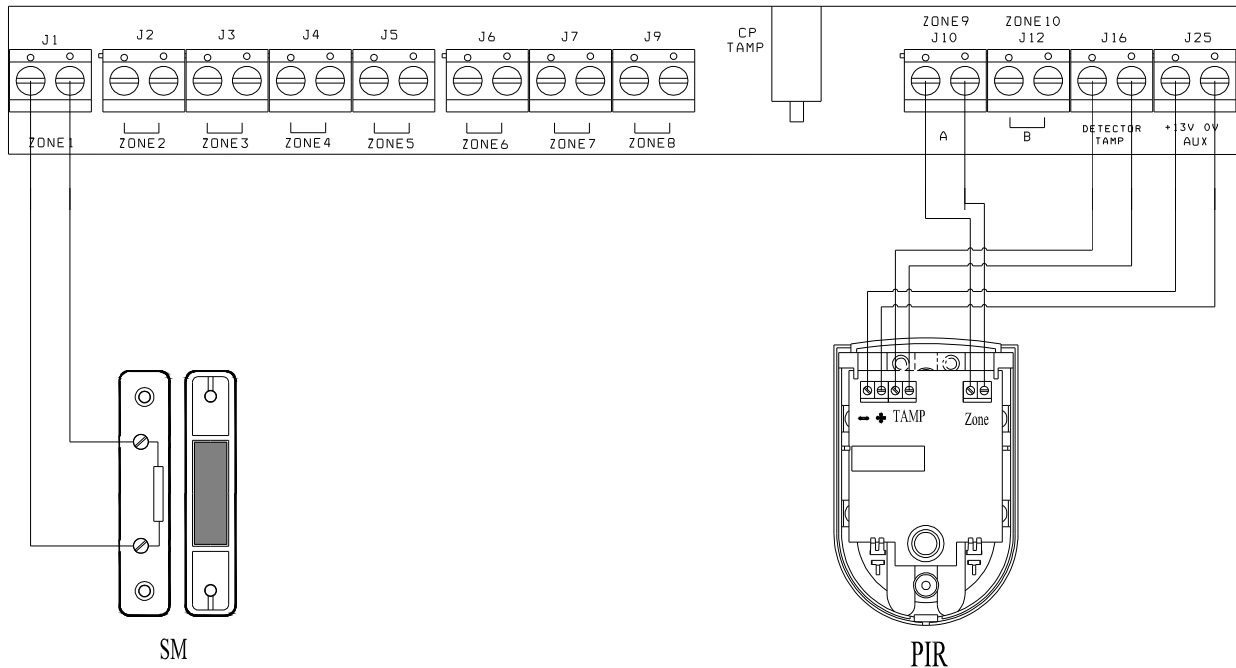 ZONE9 ZONE10
J1 J2 J3 J4 J5 J6 J7 J9 CP J10 J12 J16 J25
TAMP
ZONE1 ZONE2 ZONE3 ZONE4 ZONE5 ZONE6 ZONE7 ZONE8 A B DETECTOR +13V 0V
TAMP AUX
TAMP Zone
SM
PIR